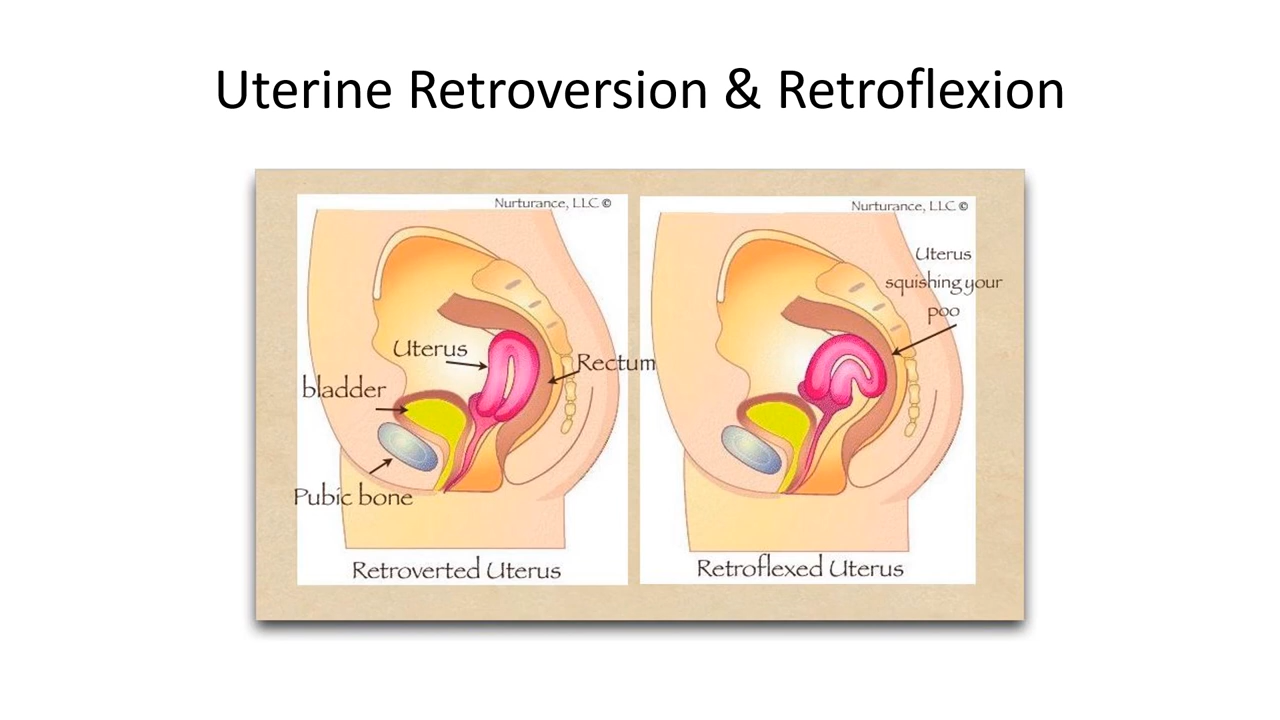 Uterine Retroversion & Retroflexion
Nurturance, LLC ©
Uterus
Rectum
bladder
Pubic bone
Retroverted Uterus
Nurturance, LLC ©
Uterus
squishing your
poo
Retroflexed Uterus